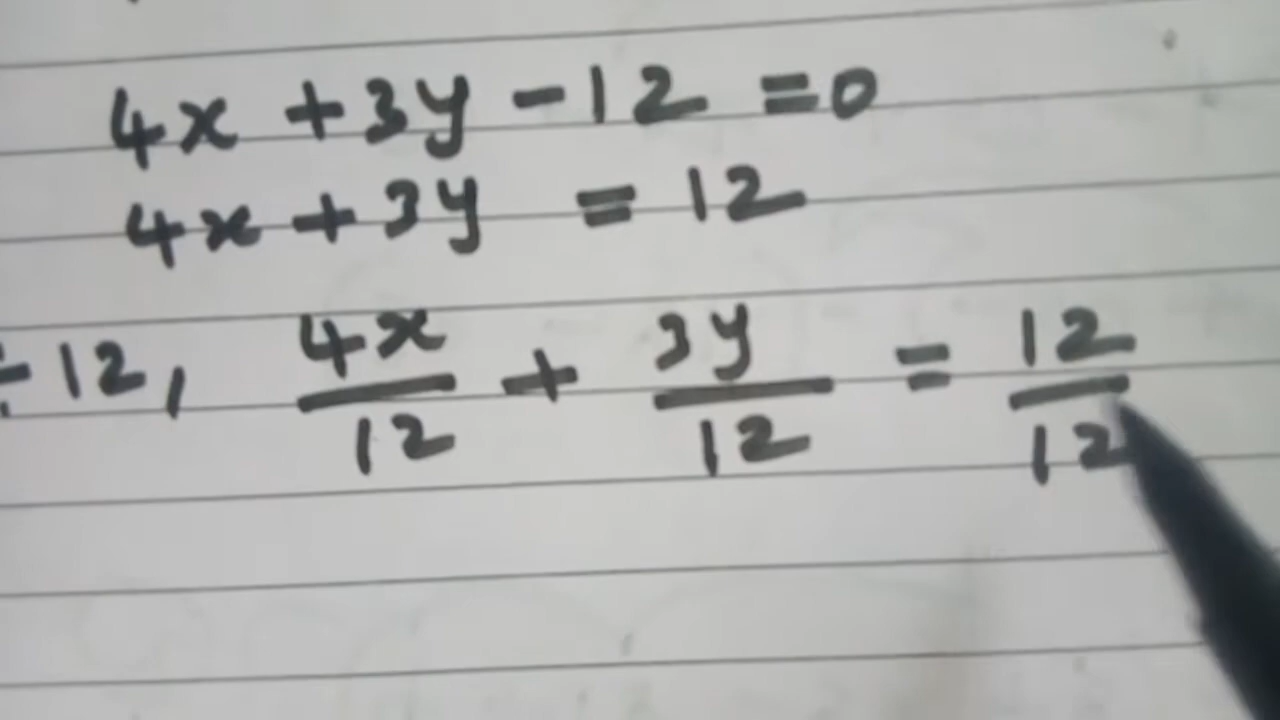 4x + 3y - 12 = 0
4x + 3y = 12
÷ 12, 4x/12 + 3y/12 = 12/12